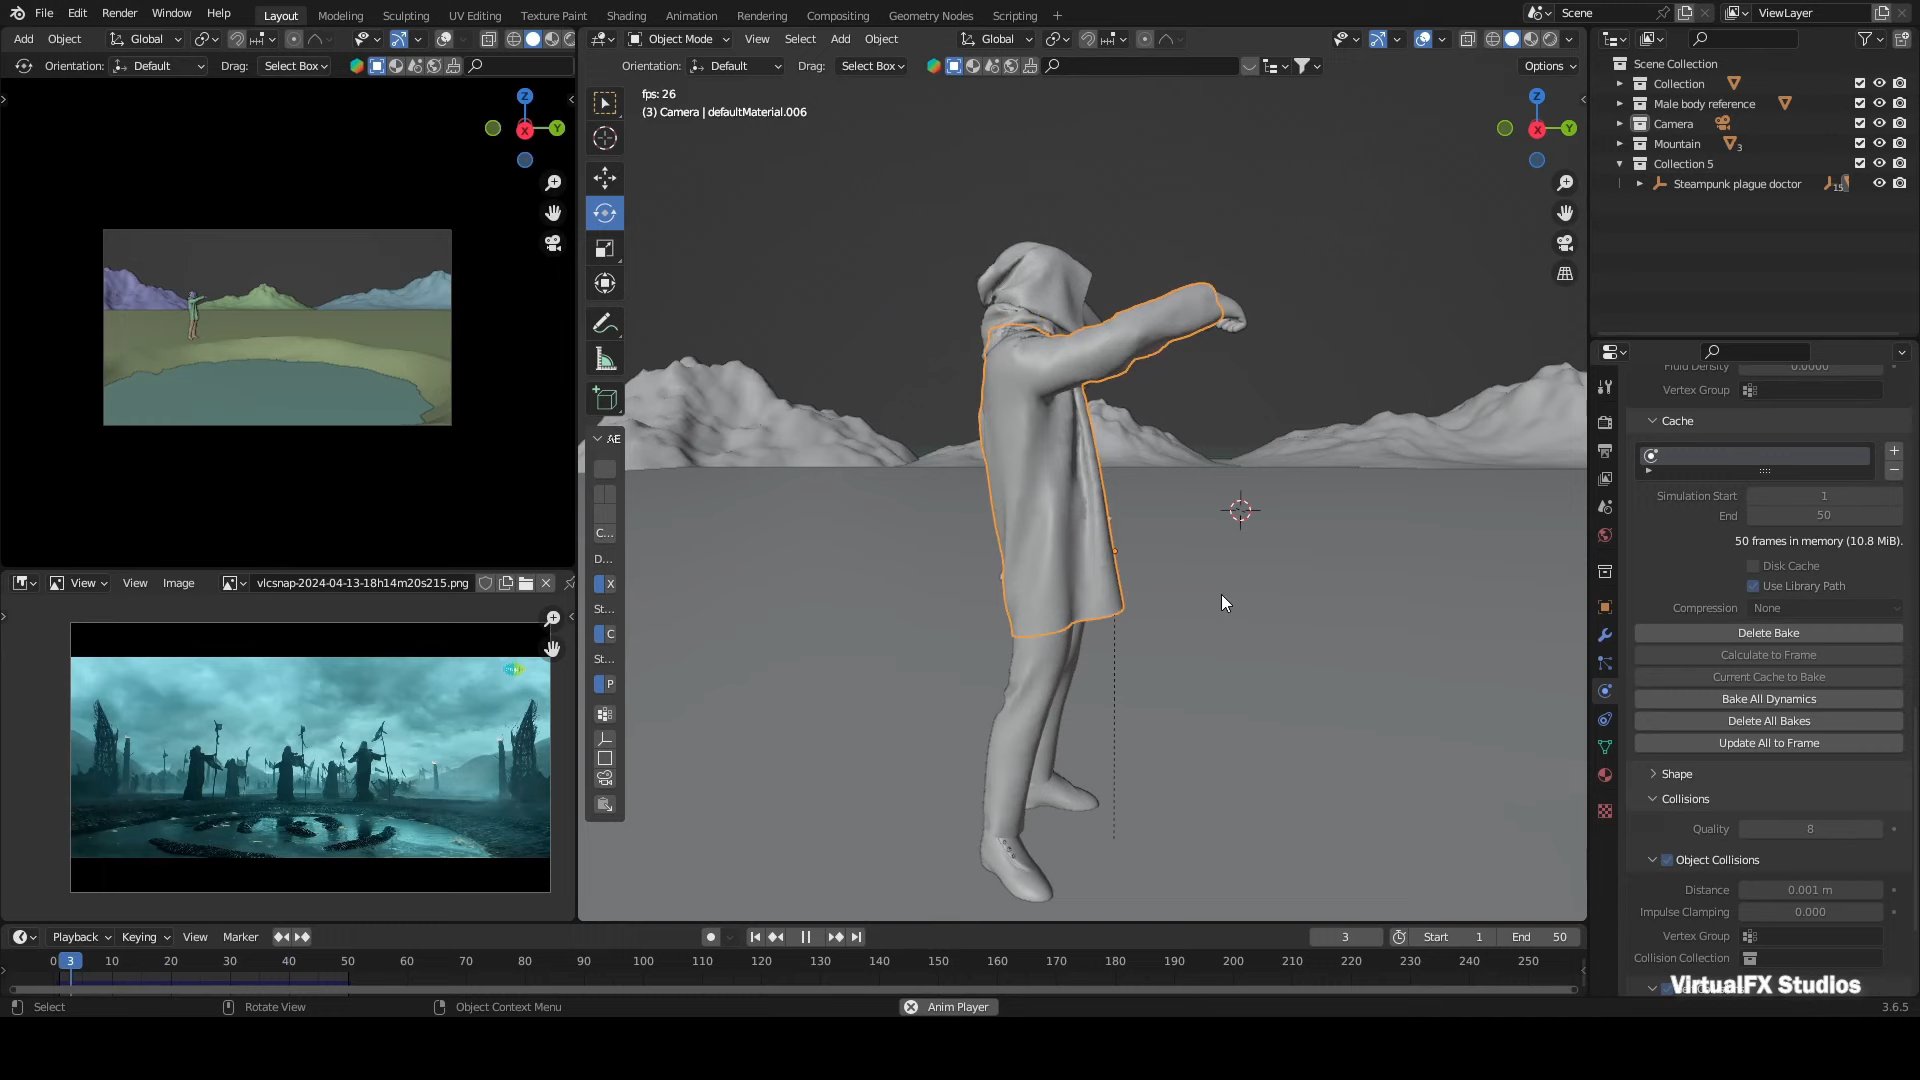 File Edit Render Window Help Layout Modeling Sculpting UV Editing Texture Paint Shading Animation Rendering Compositing Geometry Nodes Scripting + Scene ViewLayer
Add Object Global Object Mode View Select Add Object Global
Orientation: Default Drag: Select Box Orientation: Default Drag: Select Box Options
Scene Collection
Collection
Male body reference
Camera
Mountain 3
Collection 5
Steampunk plague doctor 15
Z
Y
X
fps: 26
(3) Camera | defaultMaterial.006
Z
Y
X
AE
C...
D...
X
St...
C
St...
P
View View Image vlcsnap-2024-04-13-18h14m20s215.png
Fluid Density 0.0000
Vertex Group
Cache
Simulation Start 1
End 50
50 frames in memory (10.8 MiB).
Disk Cache
Use Library Path
Compression None
Delete Bake
Calculate to Frame
Current Cache to Bake
Bake All Dynamics
Delete All Bakes
Update All to Frame
Shape
Collisions
Quality 8
Object Collisions
Distance 0.001 m
Impulse Clamping 0.000
Vertex Group
Collision Collection
VirtualFX Studios
Playback Keying View Marker 3 Start 1 End 50
0 3 10 20 30 40 50 60 70 80 90 100 110 120 130 140 150 160 170 180 190 200 210 220 230 240 250
Select Rotate View Object Context Menu Anim Player 3.6.5